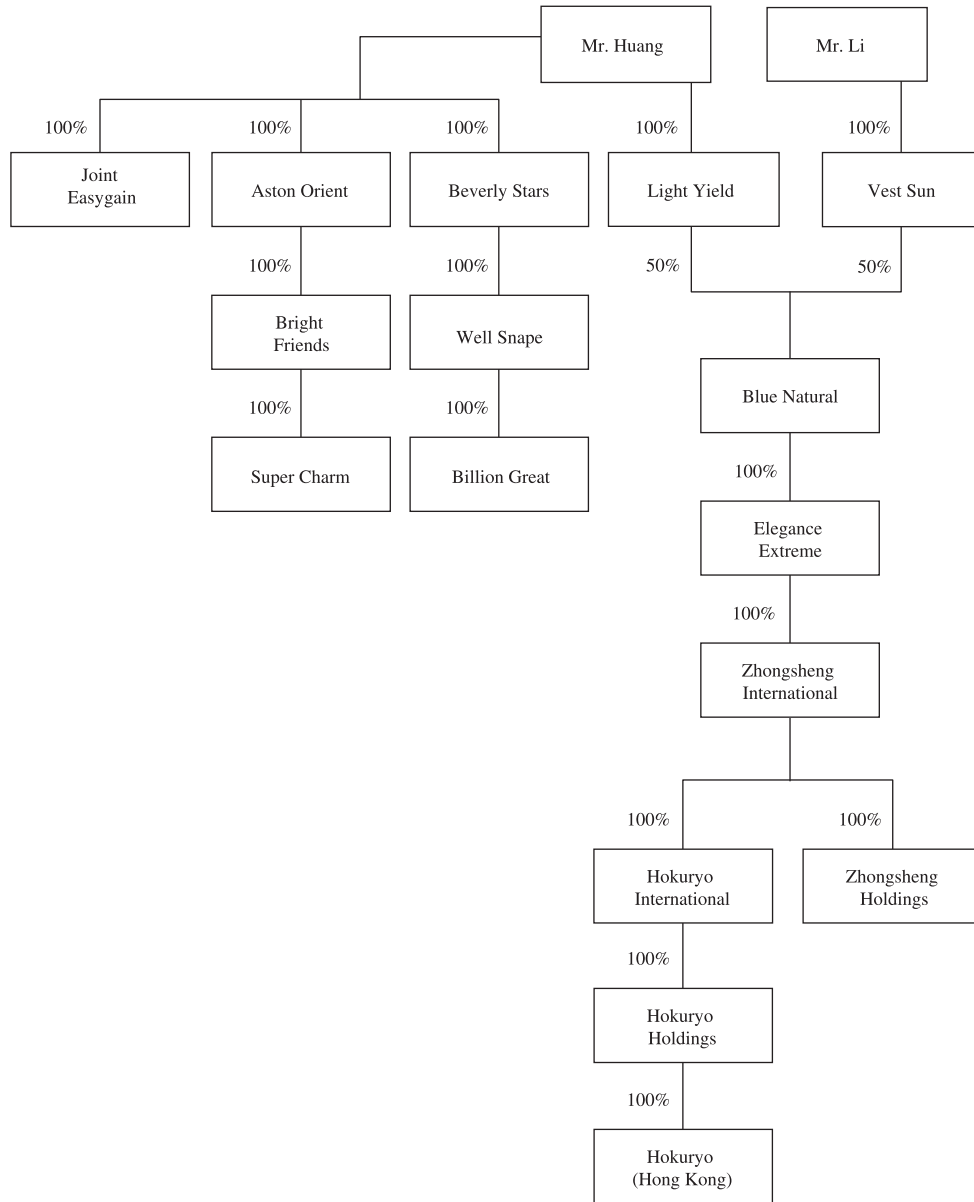 Mr. Huang
Mr. Li
100%
100%
100%
100%
100%
Joint
Easygain
Aston Orient
Beverly Stars
Light Yield
Vest Sun
100%
100%
50%
50%
Bright
Friends
Well Snape
Blue Natural
100%
100%
Super Charm
Billion Great
100%
Elegance
Extreme
100%
Zhongsheng
International
100%
100%
Hokuryo
International
Zhongsheng
Holdings
100%
Hokuryo
Holdings
100%
Hokuryo
(Hong Kong)